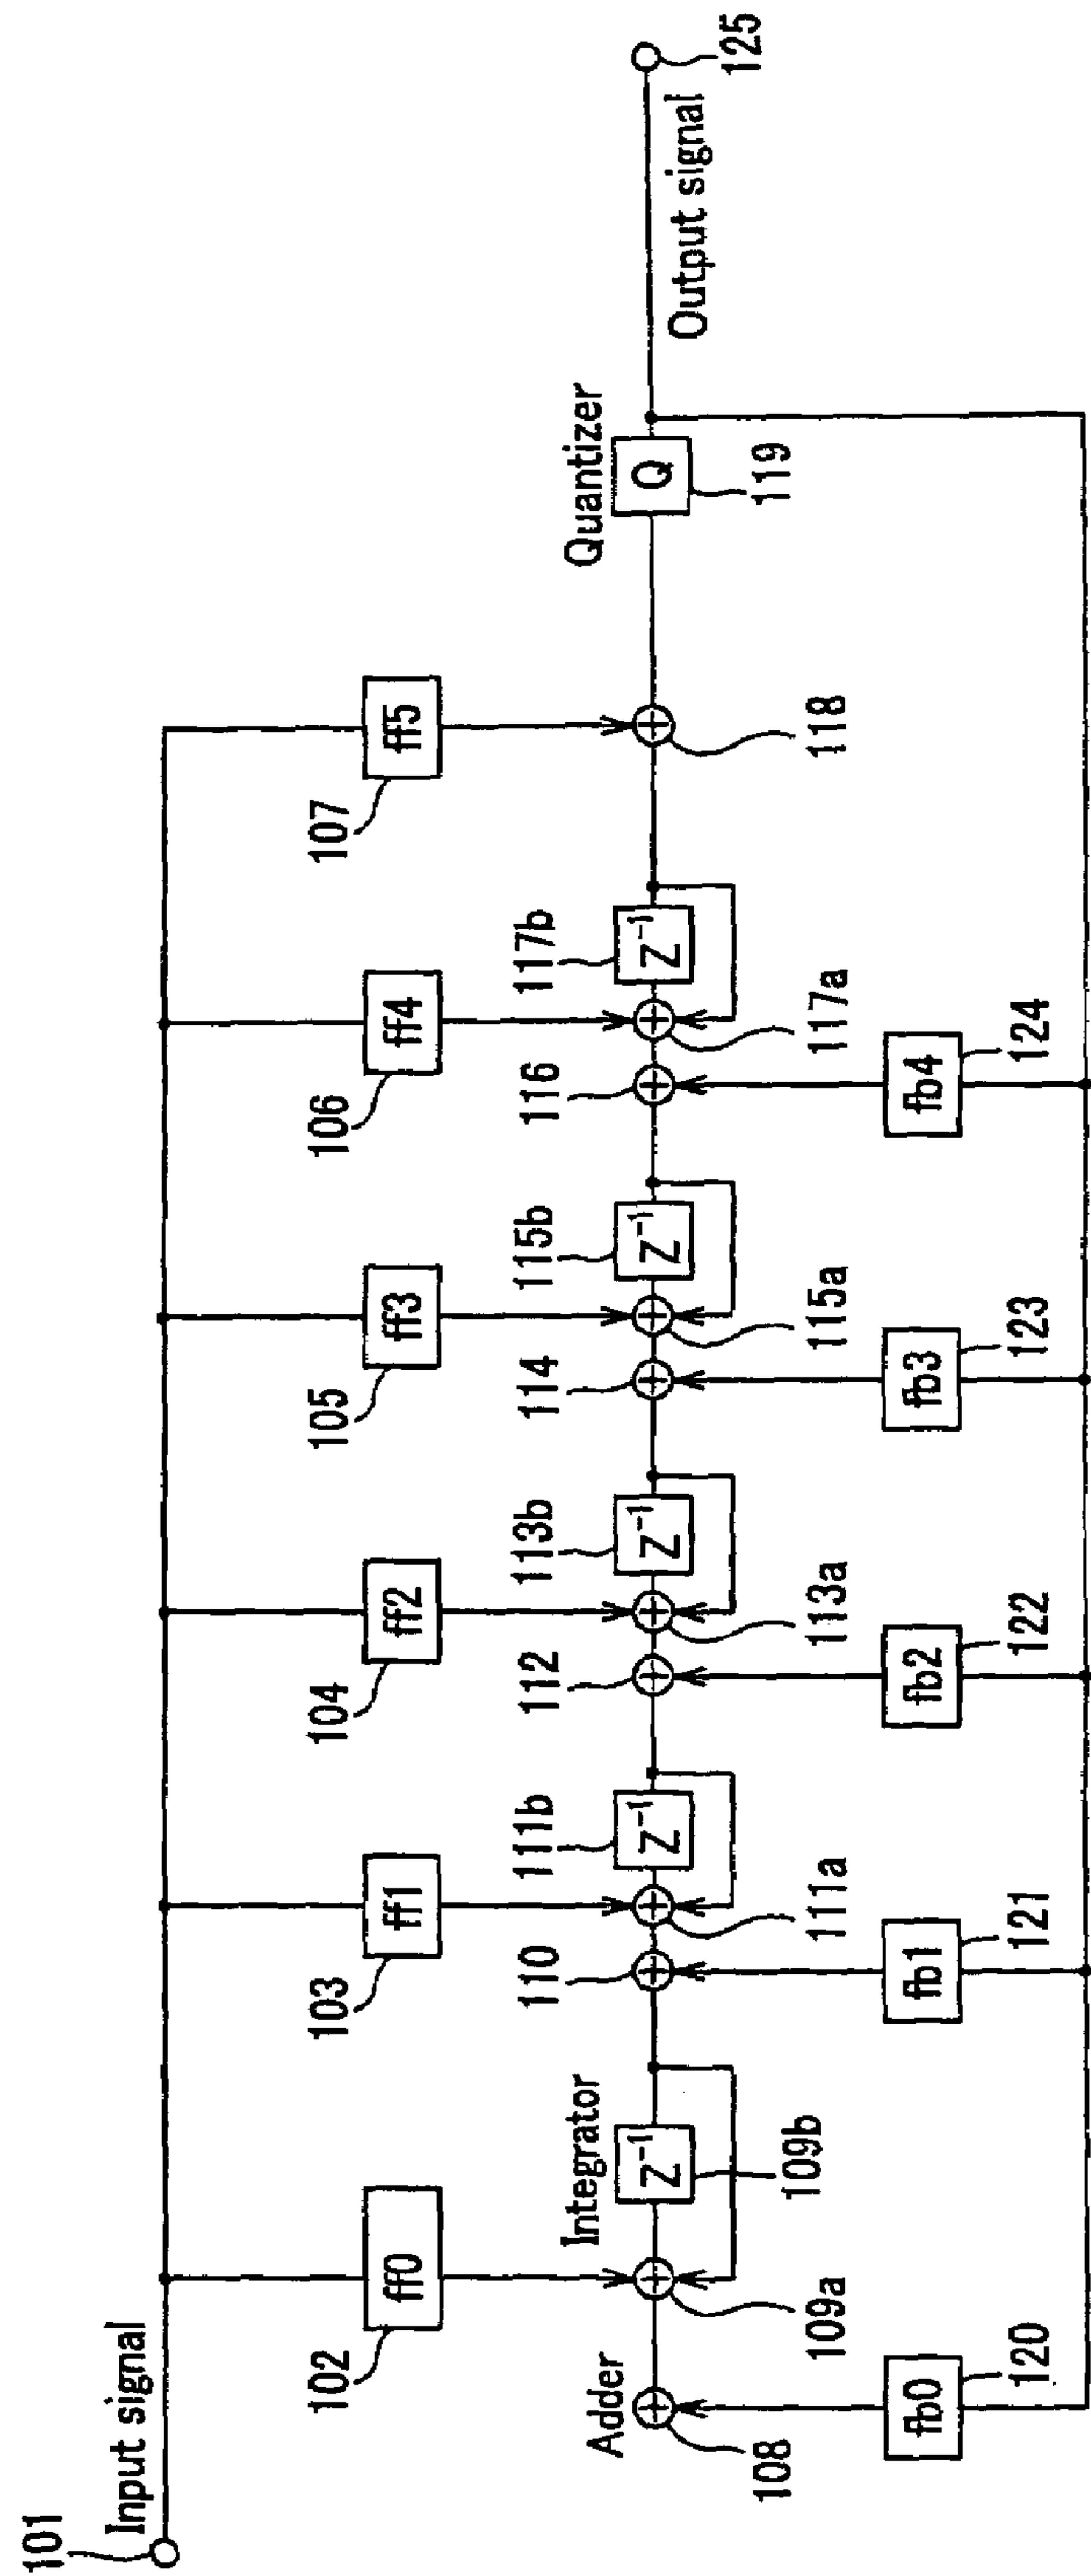 101
Input signal
102
ff0
103
ff1
104
ff2
105
ff3
106
ff4
107
ff5
Adder
108
Integrator
109a
Z⁻¹
109b
110
111a
Z⁻¹
111b
112
113a
Z⁻¹
113b
114
115a
Z⁻¹
115b
116
117a
Z⁻¹
117b
118
Quantizer
Q
119
Output signal
125
fb0
120
fb1
121
fb2
122
fb3
123
fb4
124